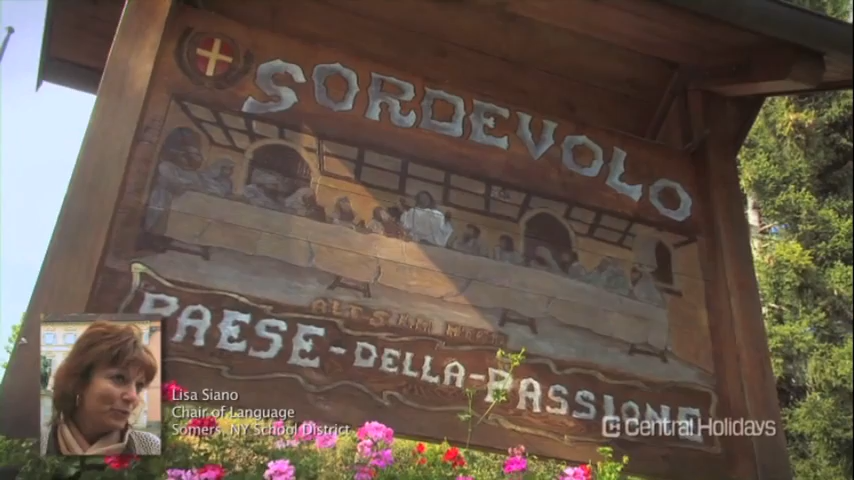 SORDEVOLO
PAESE-DELLA-PASSIONE
Lisa Siano
Chair of Language
Somers, NY School District
Central Holidays